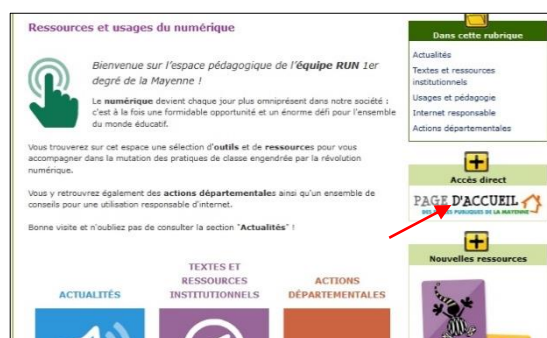 Ressources et usages du numérique
Bienvenue sur l'espace pédagogique de l'équipe RUN 1er
degré de la Mayenne !
Le numérique devient chaque jour plus omniprésent dans notre société :
c'est à la fois une formidable opportunité et un énorme défi pour l'ensemble
du monde éducatif.
Vous trouverez sur cet espace une sélection d'outils et de ressources pour vous
accompagner dans la mutation des pratiques de classe engendrée par la révolution
numérique.
Vous y retrouvrez également des actions départementales ainsi qu'un ensemble de
conseils pour une utilisation responsable d'internet.
Bonne visite et n'oubliez pas de consulter la section "Actualités" !
ACTUALITÉS
TEXTES ET
RESSOURCES
INSTITUTIONNELS
ACTIONS
DÉPARTEMENTALES
Dans cette rubrique
Actualités
Textes et ressources
institutionnels
Usages et pédagogie
Internet responsable
Actions départementales
Accès direct
PAGE D'ACCUEIL
PUBLIQUES DE LA MAYENNE
Nouvelles ressources